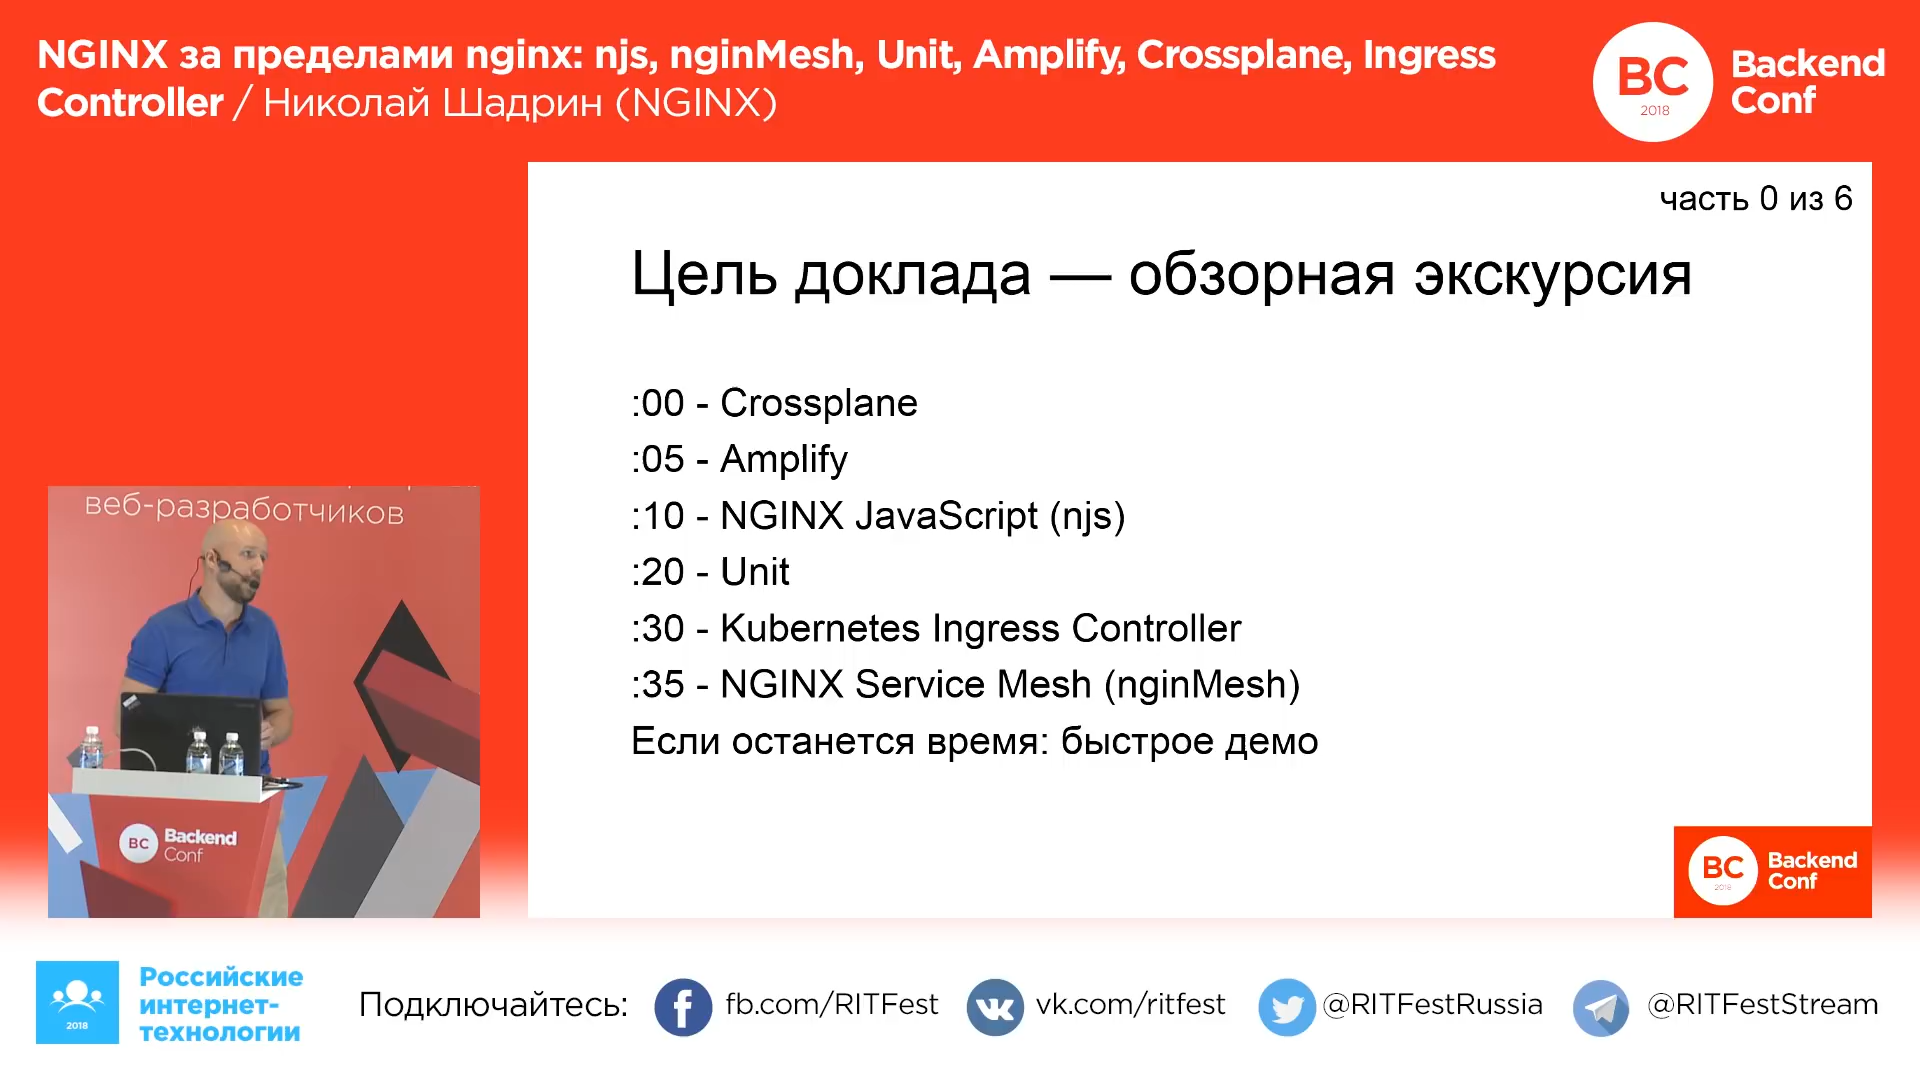 NGINX за пределами nginx: njs, nginMesh, Unit, Amplify, Crossplane, Ingress
Controller / Николай Шадрин (NGINX)
BC
2018
Backend
Conf
часть 0 из 6
Цель доклада — обзорная экскурсия
:00 - Crossplane
:05 - Amplify
:10 - NGINX JavaScript (njs)
:20 - Unit
:30 - Kubernetes Ingress Controller
:35 - NGINX Service Mesh (nginMesh)
Если останется время: быстрое демо
веб-разработчиков
BC
Backend
Conf
BC
2018
Backend
Conf
2018
Российские
интернет-
технологии
Подключайтесь:
fb.com/RITFest
vk.com/ritfest
@RITFestRussia
@RITFestStream